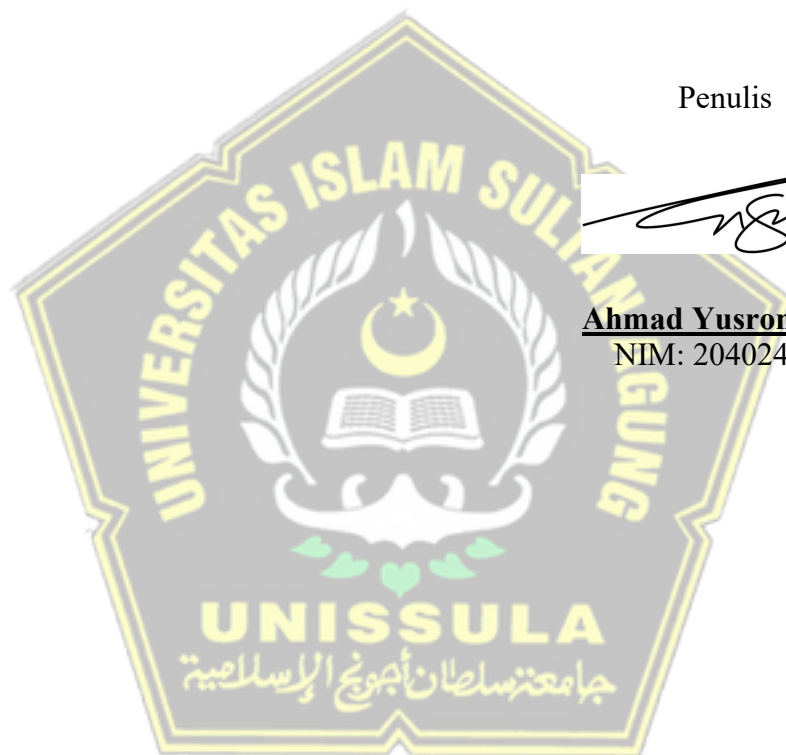 Penulis
Ahmad Yusron
NIM: 204024
UNIVERSITAS ISLAM SULTAN AGUNG
UNISSULA
جامعة سلطان أجونج الإسلامية